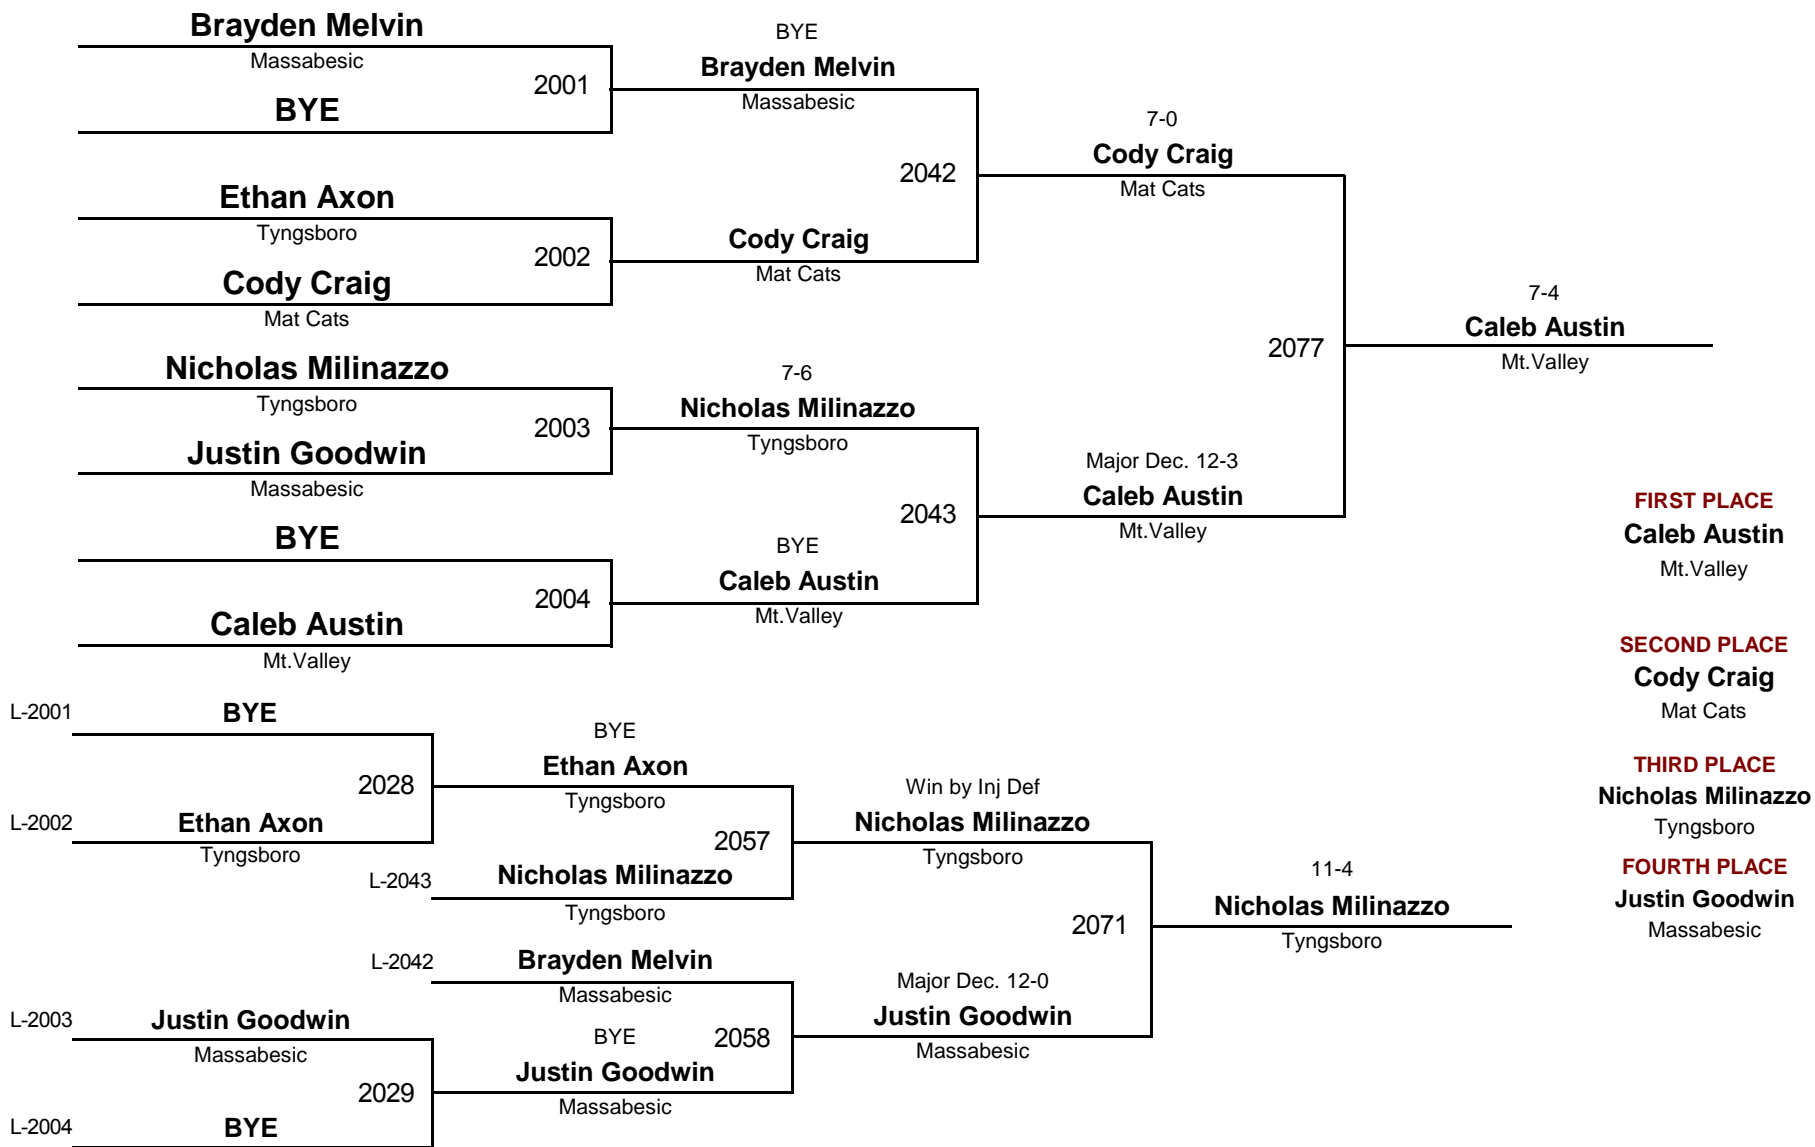 Brayden Melvin
Massabesic
2001
BYE
Ethan Axon
Tyngsboro
2002
Cody Craig
Mat Cats
Nicholas Milinazzo
Tyngsboro
2003
Justin Goodwin
Massabesic
BYE
2004
Caleb Austin
Mt.Valley
BYE
Brayden Melvin
Massabesic
2042
Cody Craig
Mat Cats
7-6
Nicholas Milinazzo
Tyngsboro
2043
BYE
Caleb Austin
Mt.Valley
7-0
Cody Craig
Mat Cats
2077
Major Dec. 12-3
Caleb Austin
Mt.Valley
7-4
Caleb Austin
Mt.Valley
FIRST PLACE
Caleb Austin
Mt.Valley
SECOND PLACE
Cody Craig
Mat Cats
THIRD PLACE
Nicholas Milinazzo
Tyngsboro
FOURTH PLACE
Justin Goodwin
Massabesic
L-2001
BYE
2028
L-2002
Ethan Axon
Tyngsboro
BYE
Ethan Axon
Tyngsboro
2057
L-2043
Nicholas Milinazzo
Tyngsboro
L-2042
Brayden Melvin
Massabesic
2058
L-2003
Justin Goodwin
Massabesic
2029
L-2004
BYE
BYE
Justin Goodwin
Massabesic
Win by Inj Def
Nicholas Milinazzo
Tyngsboro
2071
Major Dec. 12-0
Justin Goodwin
Massabesic
11-4
Nicholas Milinazzo
Tyngsboro